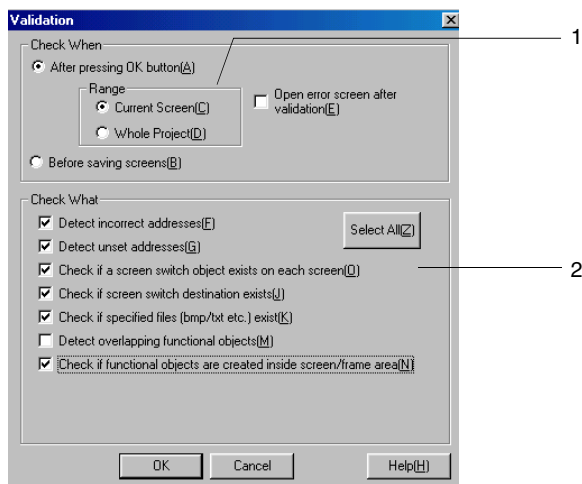 Validation
1
Check When
After pressing OK button(A)
Range
Current Screen(C)
Whole Project(D)
Open error screen after
validation(E)
Before saving screens(B)
Check What
Detect incorrect addresses(F)
Select All(Z)
Detect unset addresses(G)
Check if a screen switch object exists on each screen(O)
2
Check if screen switch destination exists(J)
Check if specified files (bmp/txt etc.) exist(K)
Detect overlapping functional objects(M)
Check if functional objects are created inside screen/frame area(N)
OK
Cancel
Help(H)